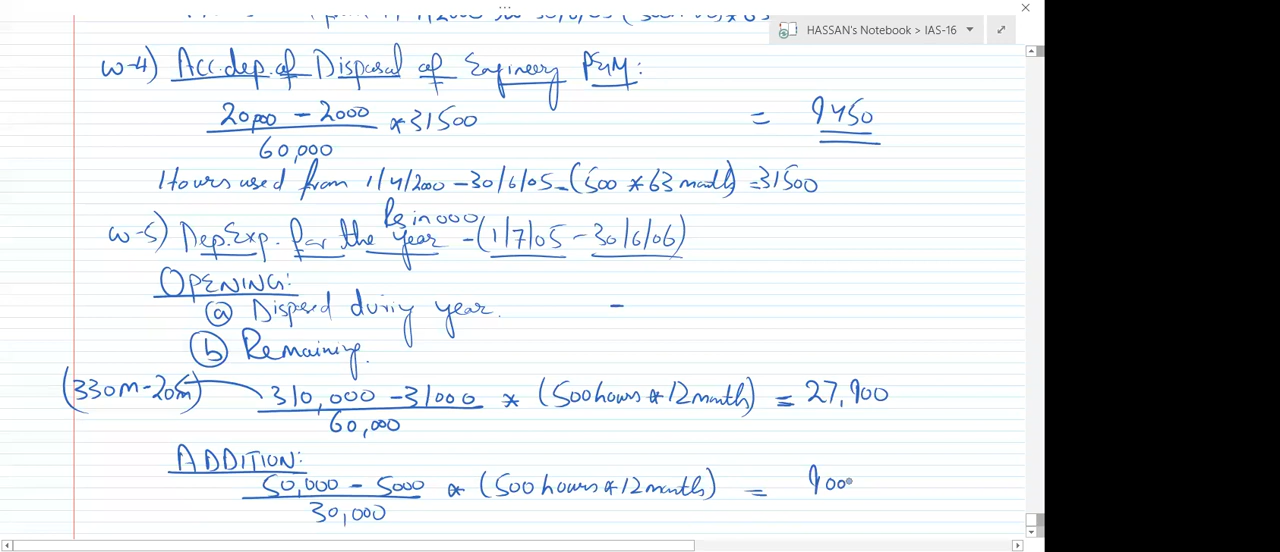 HASSAN's Notebook > IAS-16
W-4) Acc.dep. of Disposal of Engineery P&M:
20,000 - 2000 * 31500 = 9450
60,000
Hours used from 1/4/2000 - 30/6/05 - (500 * 63 month) = 31500
Rs in 000
W-5) Dep.Exp. for the year - (1/7/05 - 30/6/06)
OPENING:
(a) Disposed during year. -
(b) Remaining.
(330m-20m) 310,000 - 31000 * (500 hours * 12 month) = 27,900
60,000
ADDITION:
50,000 - 5000 * (500 hours * 12 month) = 9000
30,000